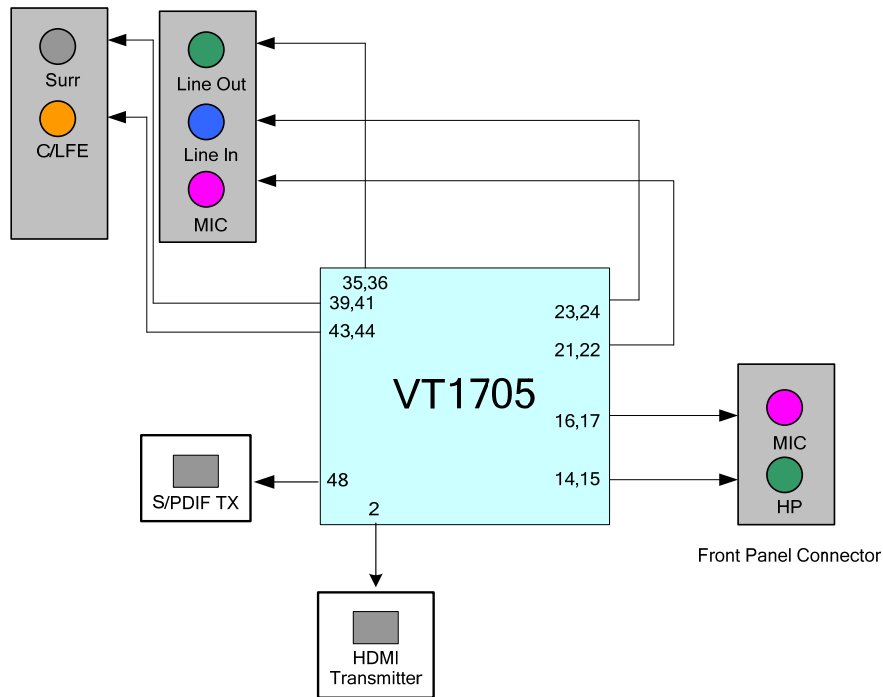 Surr
C/LFE
Line Out
Line In
MIC
35,36
39,41
43,44
23,24
21,22
VT1705
16,17
14,15
48
2
MIC
HP
Front Panel Connector
S/PDIF TX
HDMI
Transmitter